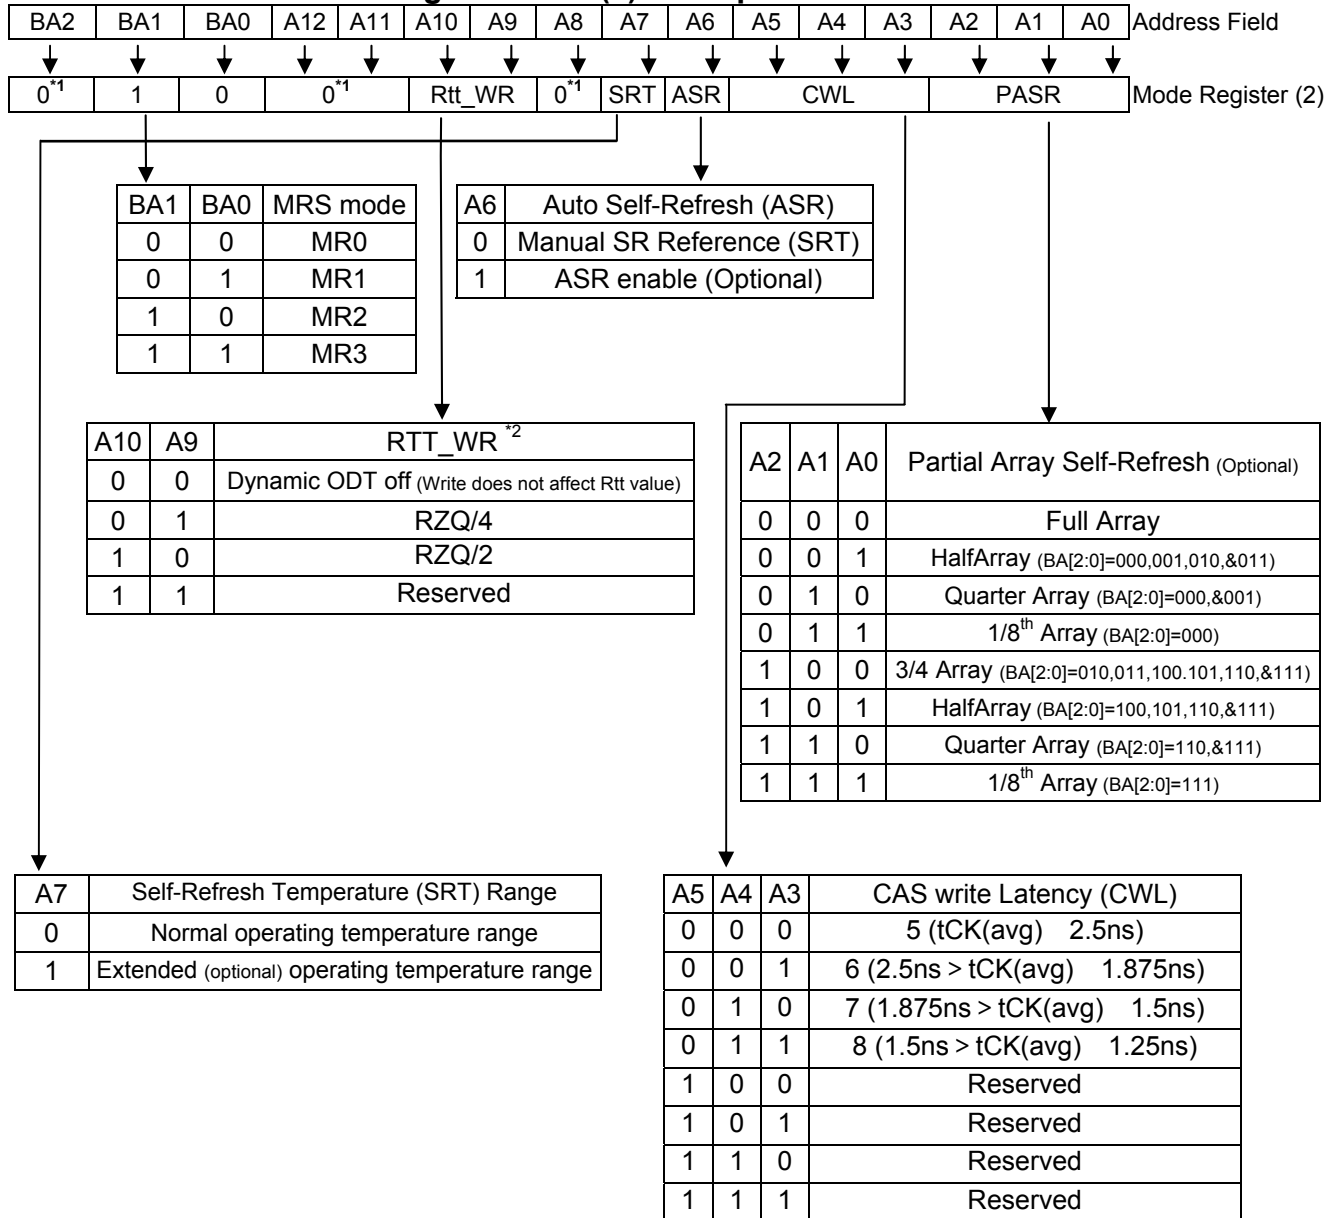 BA2 BA1 BA0 A12 A11 A10 A9 A8 A7 A6 A5 A4 A3 A2 A1 A0 Address Field
0*1 1 0 0*1 Rtt_WR 0*1 SRT ASR CWL PASR Mode Register (2)
BA1 BA0 MRS mode
0 0 MR0
0 1 MR1
1 0 MR2
1 1 MR3
A6 Auto Self-Refresh (ASR)
0 Manual SR Reference (SRT)
1 ASR enable (Optional)
A10 A9 RTT_WR *2
0 0 Dynamic ODT off (Write does not affect Rtt value)
0 1 RZQ/4
1 0 RZQ/2
1 1 Reserved
A2 A1 A0 Partial Array Self-Refresh (Optional)
0 0 0 Full Array
0 0 1 HalfArray (BA[2:0]=000,001,010,&011)
0 1 0 Quarter Array (BA[2:0]=000,&001)
0 1 1 1/8th Array (BA[2:0]=000)
1 0 0 3/4 Array (BA[2:0]=010,011,100.101,110,&111)
1 0 1 HalfArray (BA[2:0]=100,101,110,&111)
1 1 0 Quarter Array (BA[2:0]=110,&111)
1 1 1 1/8th Array (BA[2:0]=111)
A7 Self-Refresh Temperature (SRT) Range
0 Normal operating temperature range
1 Extended (optional) operating temperature range
A5 A4 A3 CAS write Latency (CWL)
0 0 0 5 (tCK(avg) 2.5ns)
0 0 1 6 (2.5ns > tCK(avg) 1.875ns)
0 1 0 7 (1.875ns > tCK(avg) 1.5ns)
0 1 1 8 (1.5ns > tCK(avg) 1.25ns)
1 0 0 Reserved
1 0 1 Reserved
1 1 0 Reserved
1 1 1 Reserved